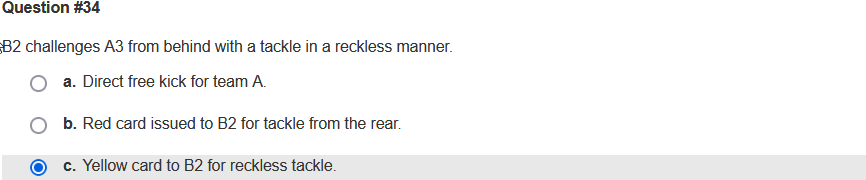 Question #34
B2 challenges A3 from behind with a tackle in a reckless manner.
a. Direct free kick for team A.
b. Red card issued to B2 for tackle from the rear.
c. Yellow card to B2 for reckless tackle.